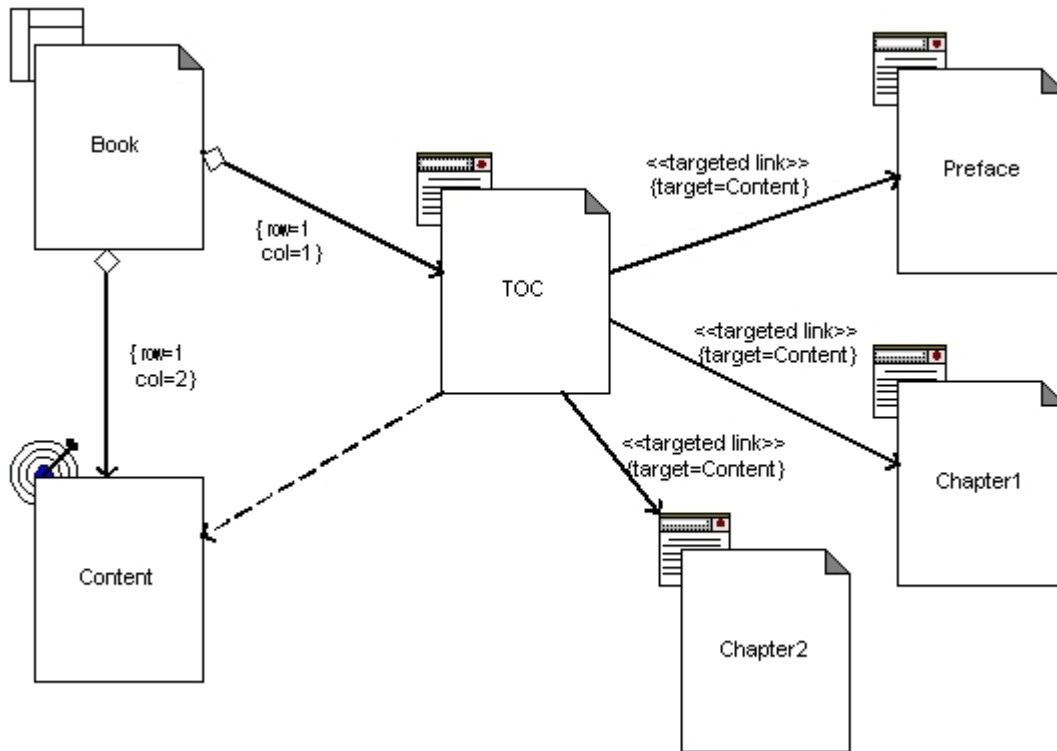 Book
<<targeted link>>
{target=Content}
Preface
{row=1
col=1}
TOC
<<targeted link>>
{target=Content}
{row=1
col=2}
<<targeted link>>
{target=Content}
Chapter1
Content
Chapter2